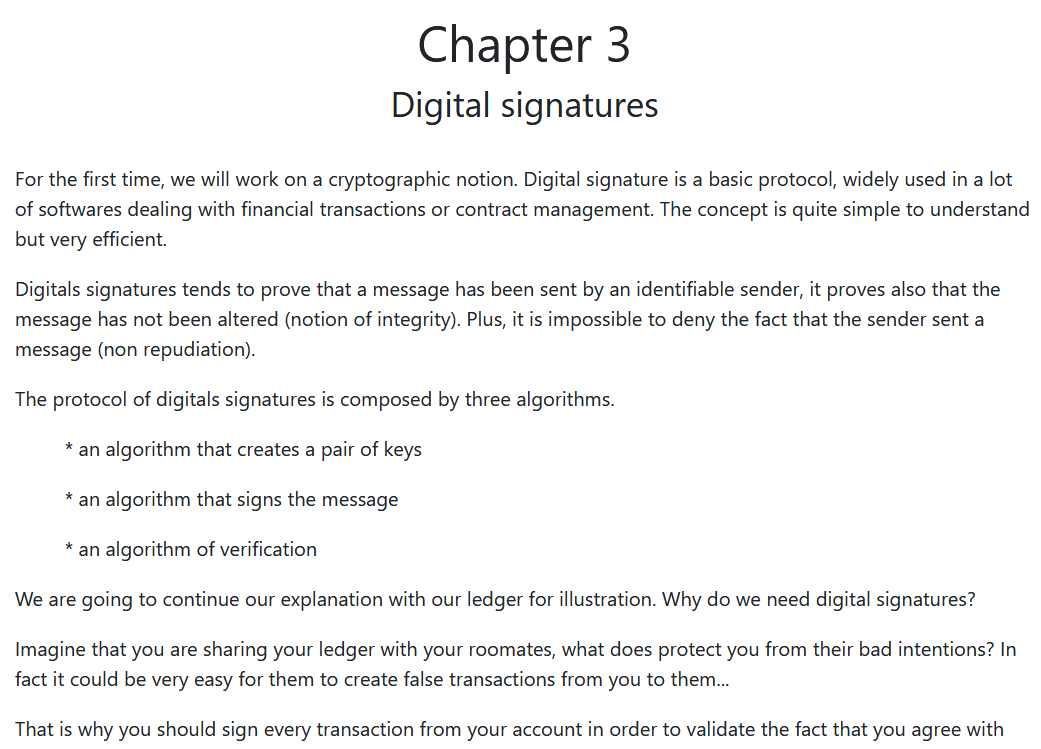 Chapter 3
Digital signatures
For the first time, we will work on a cryptographic notion. Digital signature is a basic protocol, widely used in a lot
of softwares dealing with financial transactions or contract management. The concept is quite simple to understand
but very efficient.
Digitals signatures tends to prove that a message has been sent by an identifiable sender, it proves also that the
message has not been altered (notion of integrity). Plus, it is impossible to deny the fact that the sender sent a
message (non repudiation).
The protocol of digitals signatures is composed by three algorithms.
* an algorithm that creates a pair of keys
* an algorithm that signs the message
* an algorithm of verification
We are going to continue our explanation with our ledger for illustration. Why do we need digital signatures?
Imagine that you are sharing your ledger with your roomates, what does protect you from their bad intentions? In
fact it could be very easy for them to create false transactions from you to them...
That is why you should sign every transaction from your account in order to validate the fact that you agree with